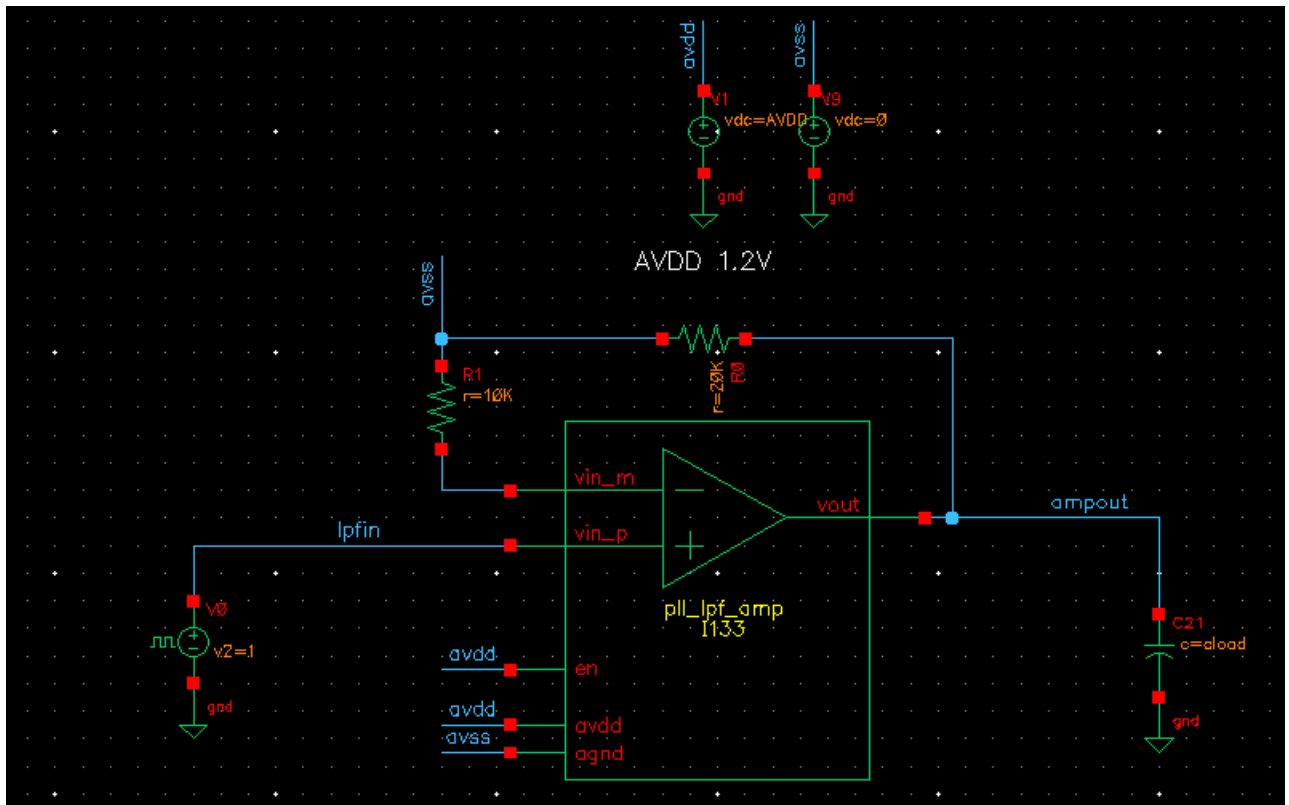 avdd
avss
V1
vdc=AVDD
V9
vdc=0
gnd
gnd
AVDD 1.2V
avss
R1
r=10K
r=20K
R0
vin_m
vout
ampout
lpfin
vin_p
pll_lpf_amp
I133
V0
v2=1
C21
c=cload
avdd
en
gnd
avdd
avdd
avss
agnd
gnd